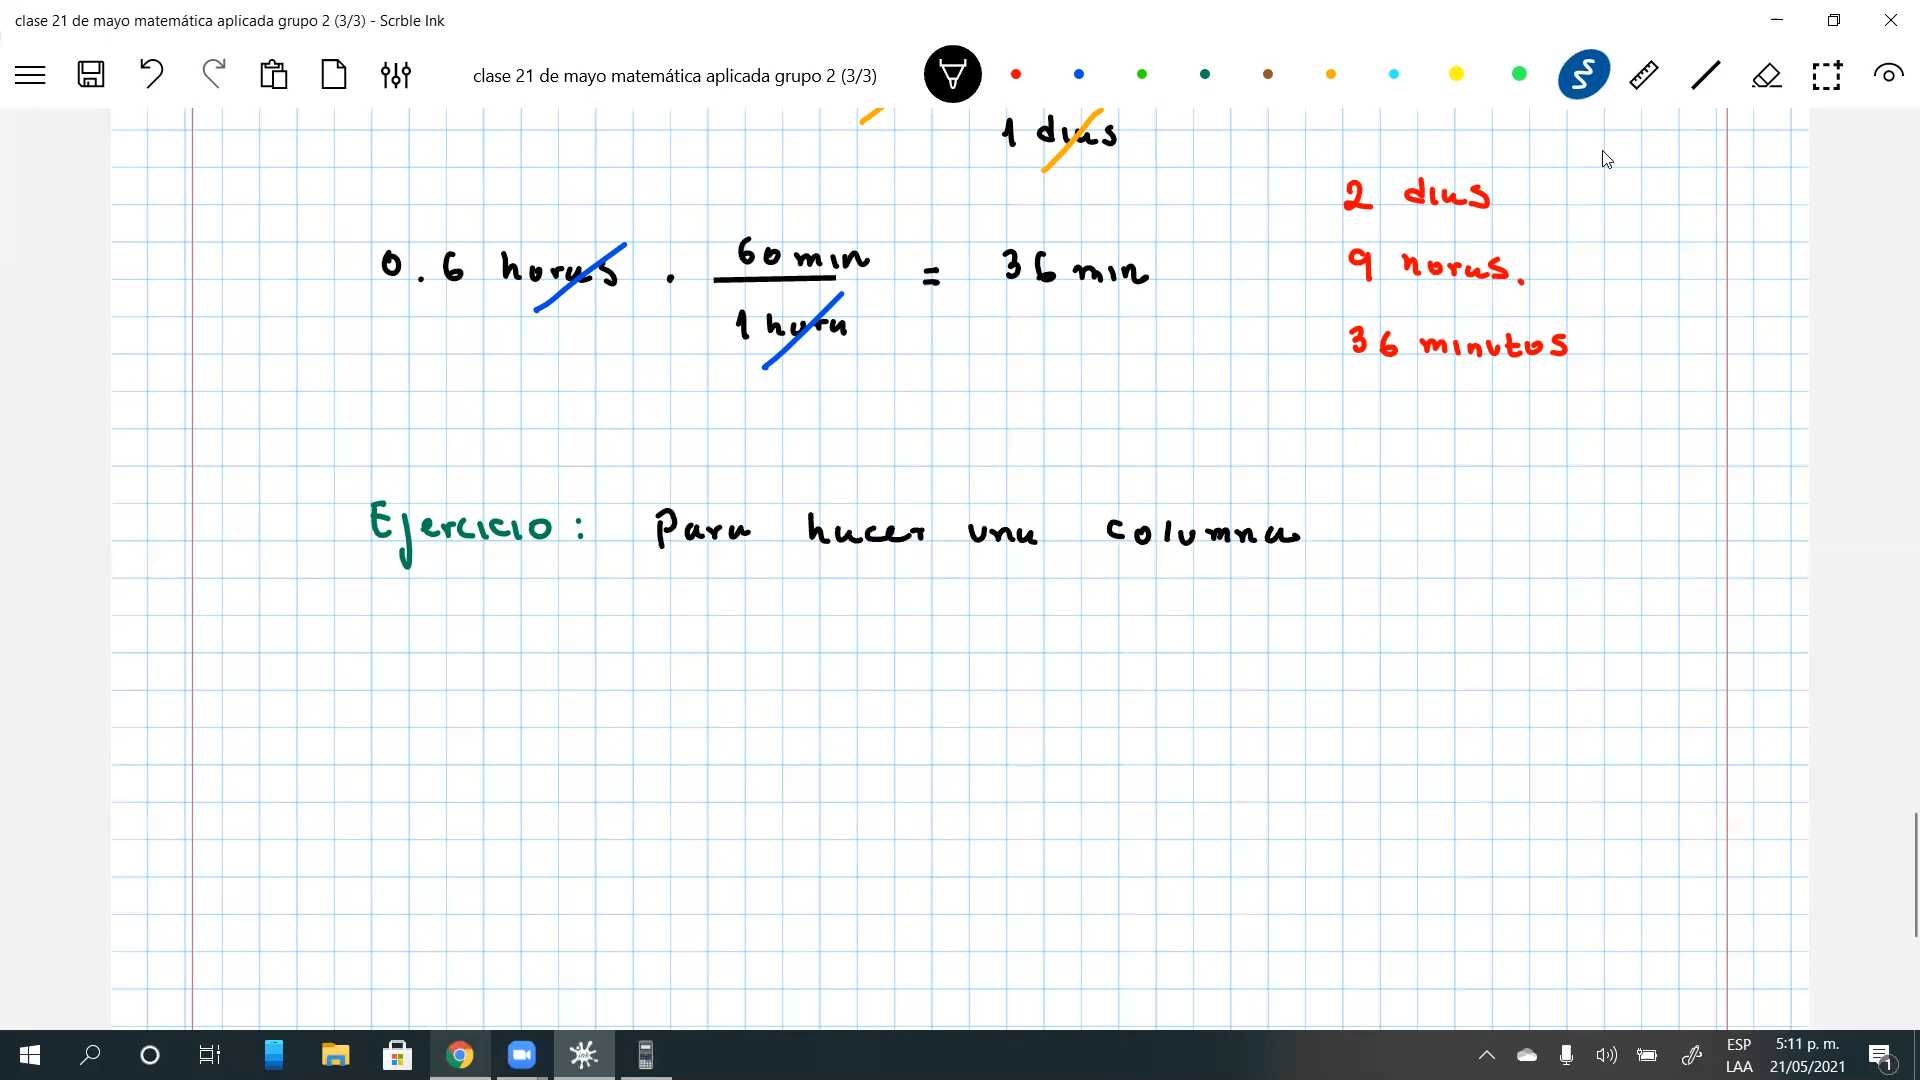 clase 21 de mayo matemática aplicada grupo 2 (3/3) - Scrble Ink
clase 21 de mayo matemática aplicada grupo 2 (3/3)
1 dias
2 dias
0.6 horas . 60 min = 36 min
1 hora
9 horas.
36 minutos
Ejercicio: Para hacer una columna
ESP
LAA
5:11 p. m.
21/05/2021
1